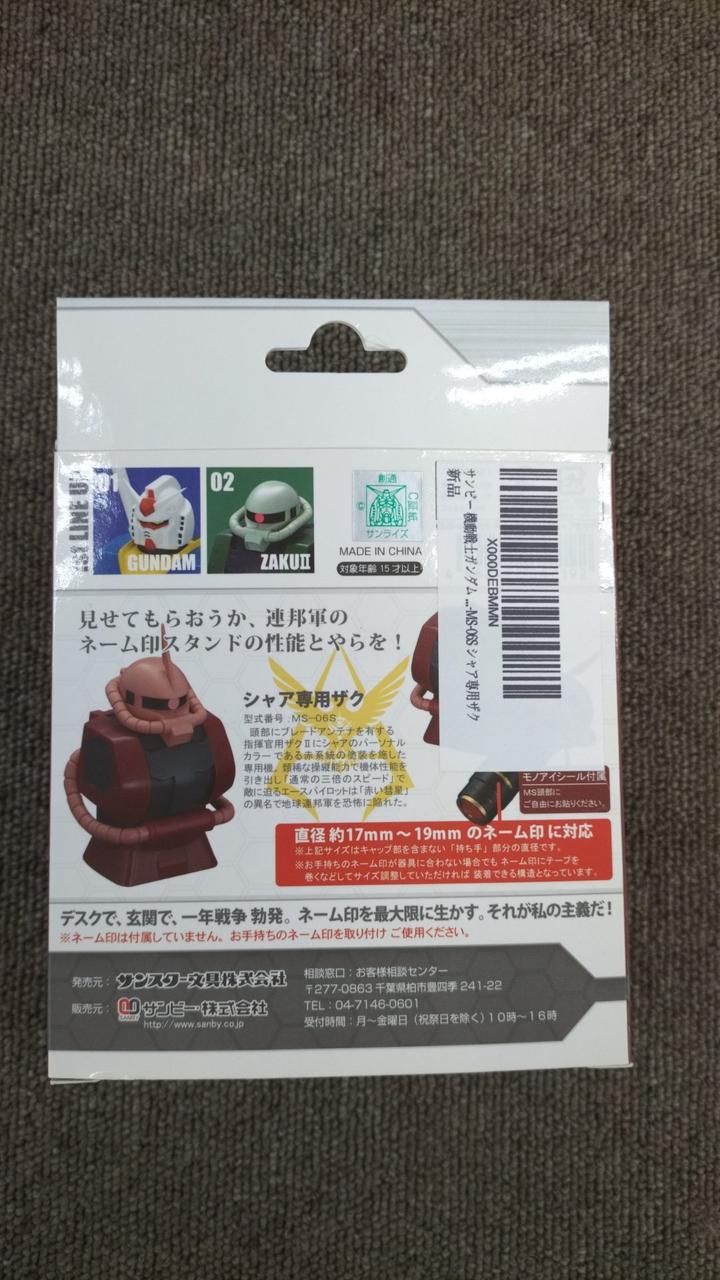 LINE U
01
GUNDAM
02
ZAKUⅡ
創通
©
サンライズ
MADE IN CHINA
対象年齢 15才以上
X000DEBMMN
サンビー 機動戦士ガンダム ...-MS-06S シャア専用ザク
新品
見せてもらおうか、連邦軍の
ネーム印スタンドの性能とやらを！
シャア専用ザク
型式番号 MS-06S
頭部にブレードアンテナを有する
指揮官用ザクⅡにシャアのパーソナル
カラーである赤系統の塗装を施した
専用機。類稀な操縦能力で機体性能を
引き出し「通常の三倍のスピード」で
敵に迫るエースパイロットは「赤い彗星」
の異名で地球連邦軍を恐怖に陥れた。
モノアイシール付属
MS頭部に
ご自由にお貼りください。
直径 約17mm～19mm のネーム印 に対応
※上記サイズはキャップ部を含まない「持ち手」部分の直径です。
※お手持ちのネーム印が器具に合わない場合でも ネーム印にテープを
巻くなどしてサイズ調整していただければ 装着できる構造となっています。
デスクで、玄関で、一年戦争 勃発。ネーム印を最大限に生かす。それが私の主義だ！
※ネーム印は付属していません。お手持ちのネーム印を取り付け ご使用ください。
発売元： サンスター文具株式会社
販売元： SANBY サンビー株式会社
http://www.sanby.co.jp
相談窓口：お客様相談センター
〒277-0863 千葉県柏市豊四季 241-22
TEL：04-7146-0601
受付時間：月～金曜日（祝祭日を除く）10時～16時